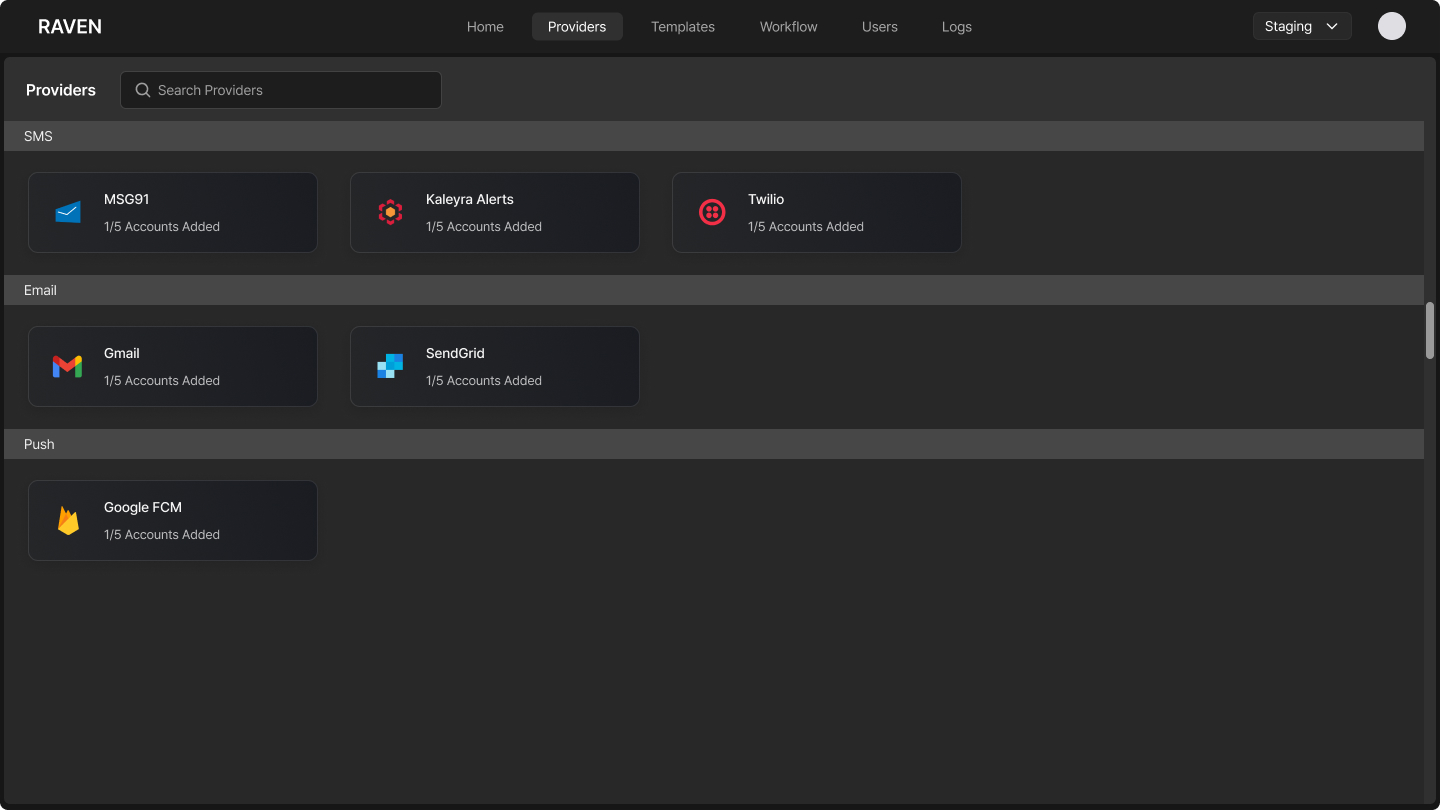 RAVEN
Home
Providers
Templates
Workflow
Users
Logs
Staging
Providers
Search Providers
SMS
MSG91
1/5 Accounts Added
Kaleyra Alerts
1/5 Accounts Added
Twilio
1/5 Accounts Added
Email
Gmail
1/5 Accounts Added
SendGrid
1/5 Accounts Added
Push
Google FCM
1/5 Accounts Added